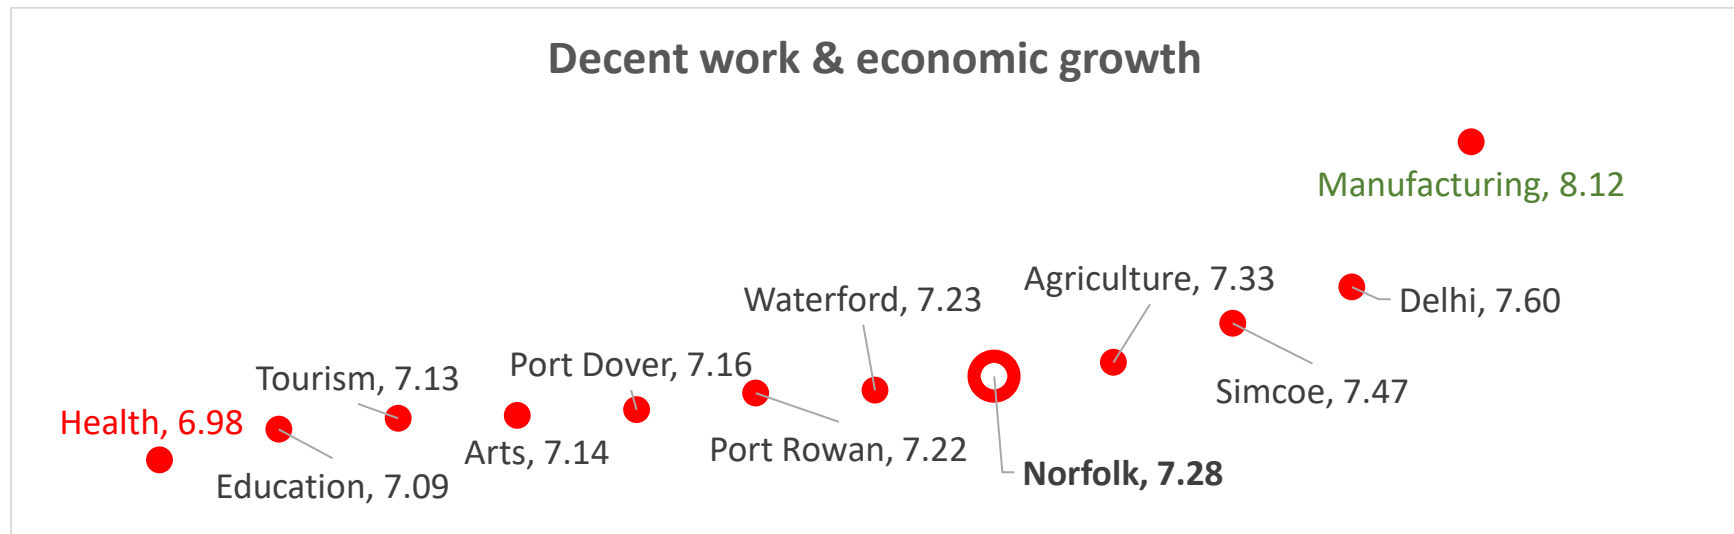 Decent work & economic growth
Health, 6.98
Education, 7.09
Tourism, 7.13
Arts, 7.14
Port Dover, 7.16
Port Rowan, 7.22
Waterford, 7.23
Norfolk, 7.28
Agriculture, 7.33
Simcoe, 7.47
Delhi, 7.60
Manufacturing, 8.12